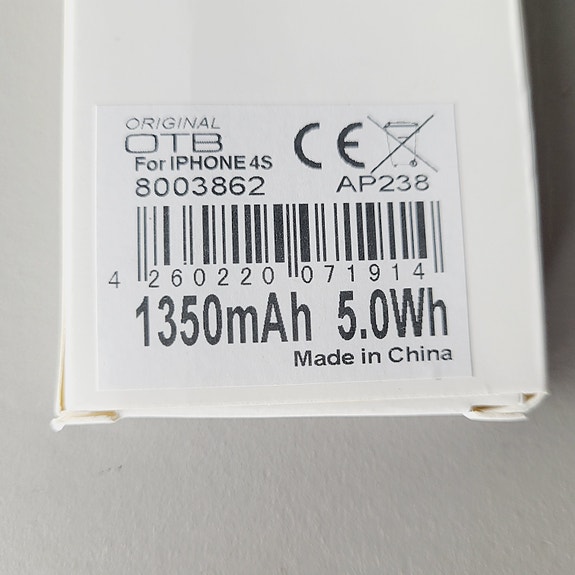 ORIGINAL
OTB
For IPHONE 4S
CE
8003862 AP238
4 260220 071914
1350mAh 5.0Wh
Made in China